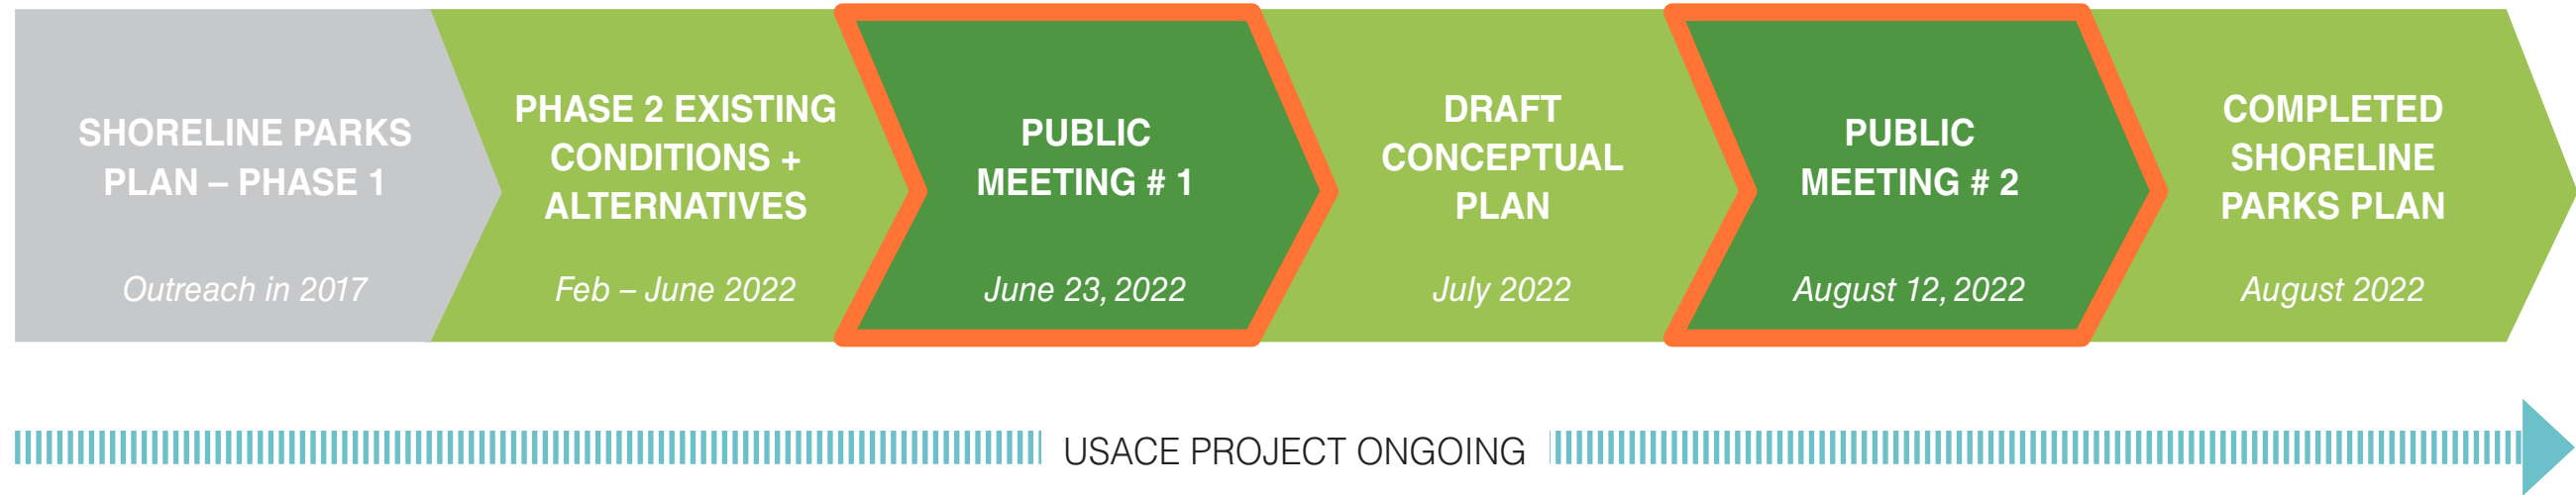 SHORELINE PARKS
PLAN – PHASE 1
Outreach in 2017
PHASE 2 EXISTING
CONDITIONS +
ALTERNATIVES
Feb – June 2022
PUBLIC
MEETING # 1
June 23, 2022
DRAFT
CONCEPTUAL
PLAN
July 2022
PUBLIC
MEETING # 2
August 12, 2022
COMPLETED
SHORELINE
PARKS PLAN
August 2022
USACE PROJECT ONGOING